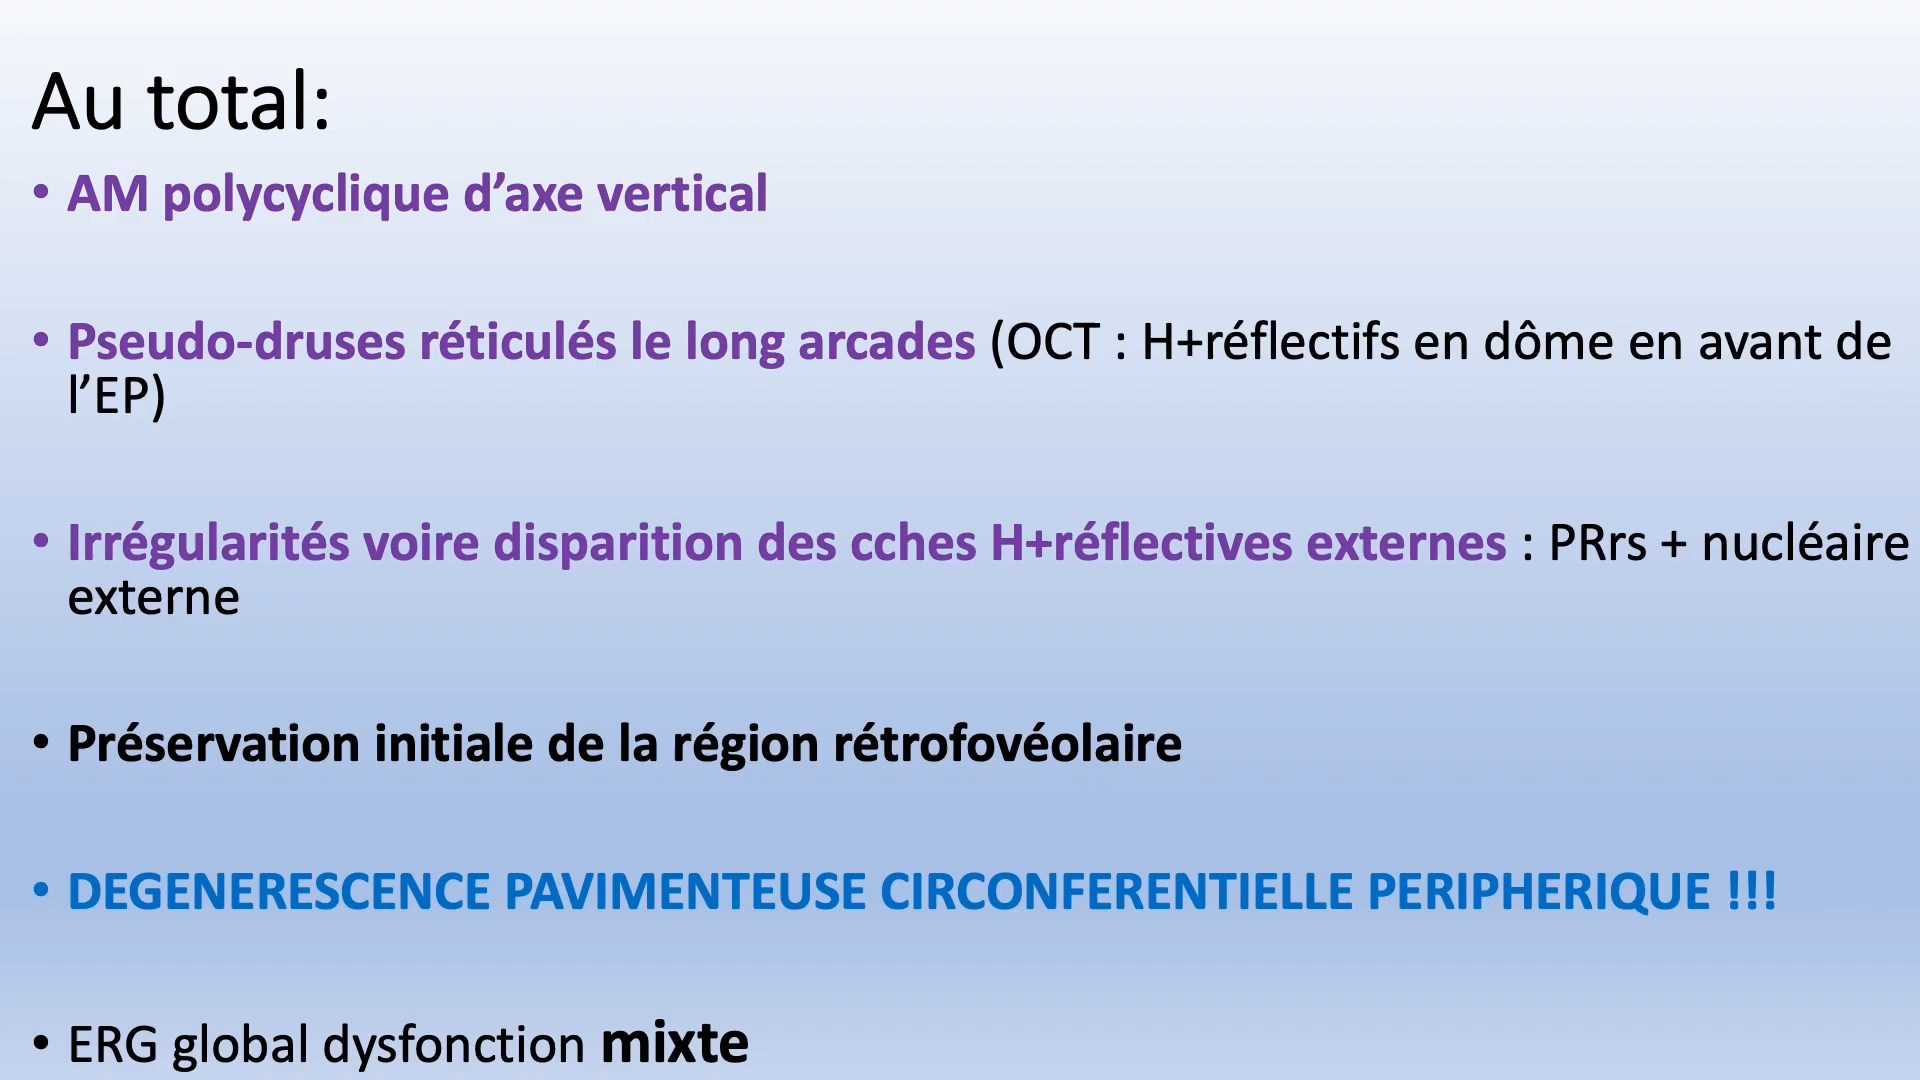 Au total:
• AM polycyclique d’axe vertical
• Pseudo-druses réticulés le long arcades (OCT : H+réflectifs en dôme en avant de
l’EP)
• Irrégularités voire disparition des cches H+réflectives externes : PRrs + nucléaire
externe
• Préservation initiale de la région rétrofovéolaire
• DEGENERESCENCE PAVIMENTEUSE CIRCONFERENTIELLE PERIPHERIQUE !!!
• ERG global dysfonction mixte